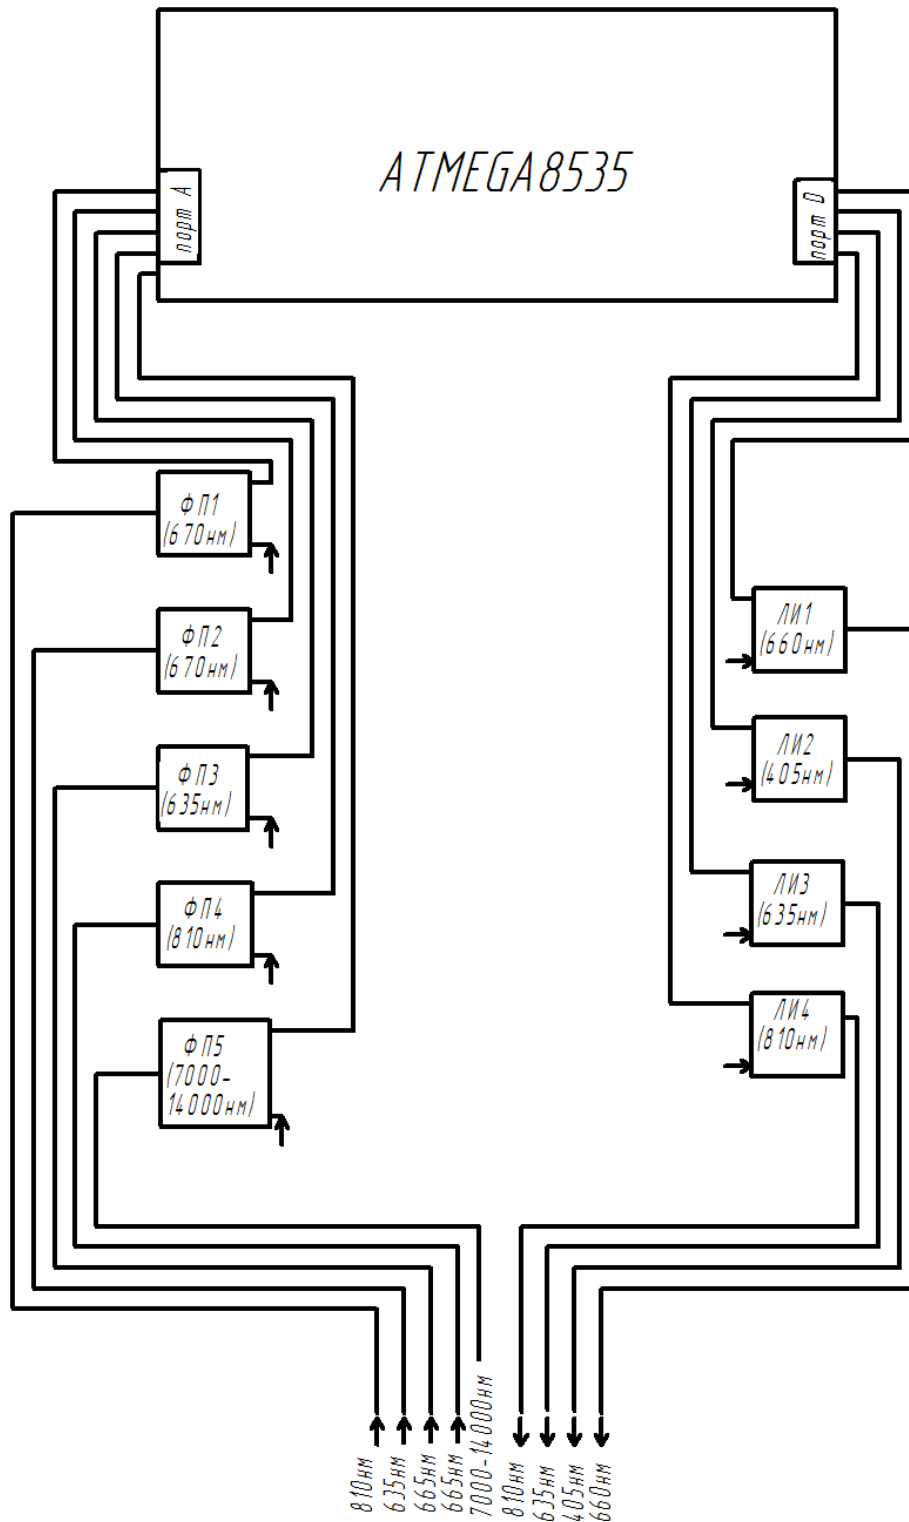 ATMEGA8535
порт А
порт D
ФП1
(670нм)
ФП2
(670нм)
ФП3
(635нм)
ФП4
(810нм)
ФП5
(7000-
14000нм)
ЛИ1
(660нм)
ЛИ2
(405нм)
ЛИ3
(635нм)
ЛИ4
(810нм)
810нм
635нм
665нм
665нм
7000-14000нм
810нм
635нм
405нм
660нм